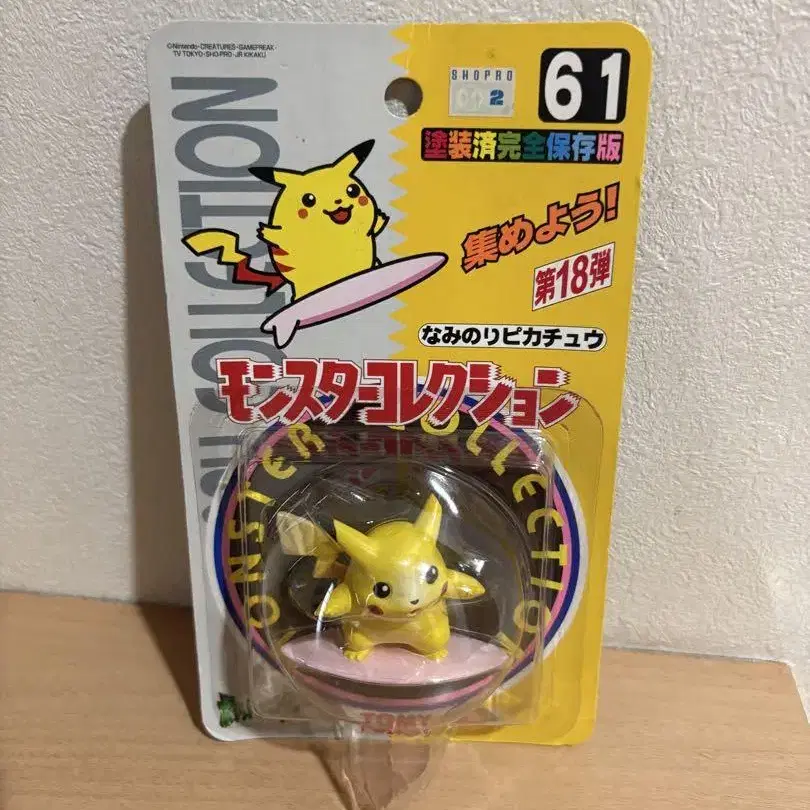 ©Nintendo・CREATURES・GAMEFREAK・
TV TOKYO・SHO-PRO・JR KIKAKU
SHOPRO
2
61
塗装済完全保存版
COLLECTION
集めよう!
第18弾
なみのりピカチュウ
モンスターコレクション
MONSTER COLLECTION
TOMY